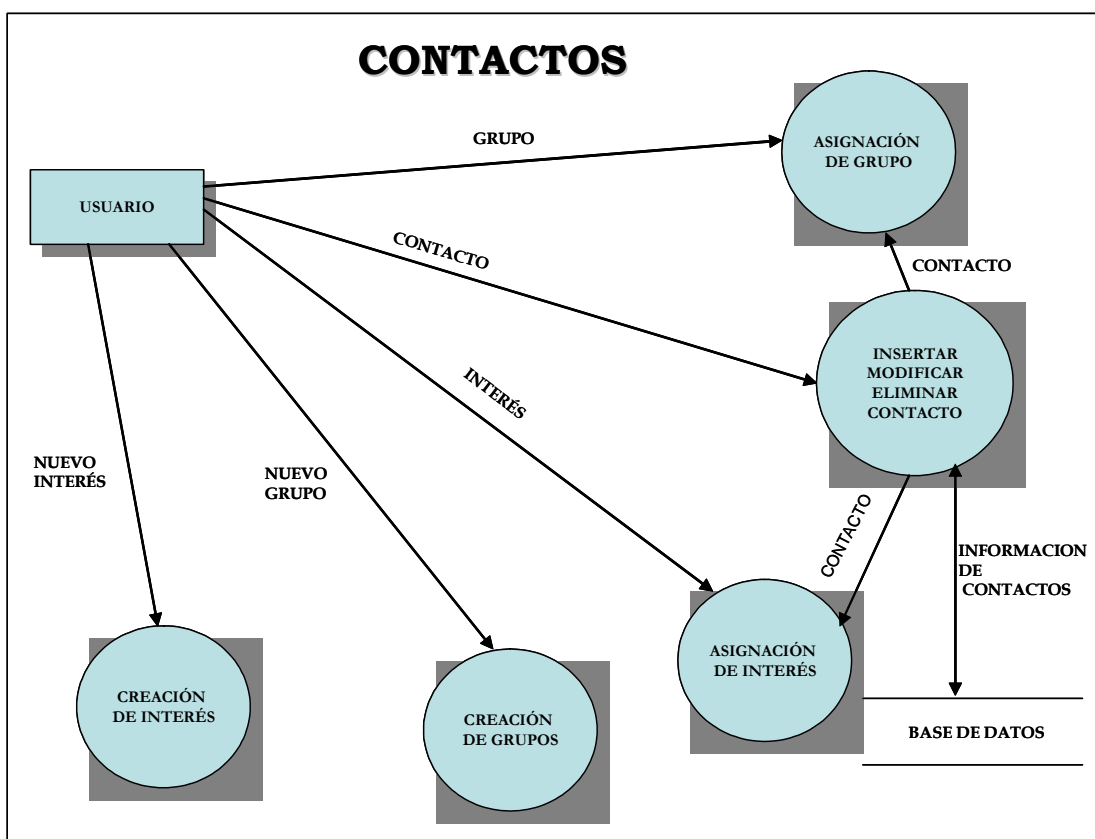 CONTACTOS
GRUPO
ASIGNACIÓN
DE GRUPO
USUARIO
CONTACTO
CONTACTO
INSERTAR
MODIFICAR
ELIMINAR
CONTACTO
INTERÉS
NUEVO
INTERÉS
NUEVO
GRUPO
CONTACTO
INFORMACION
DE
CONTACTOS
ASIGNACIÓN
DE INTERÉS
CREACIÓN
DE INTERÉS
CREACIÓN
DE GRUPOS
BASE DE DATOS